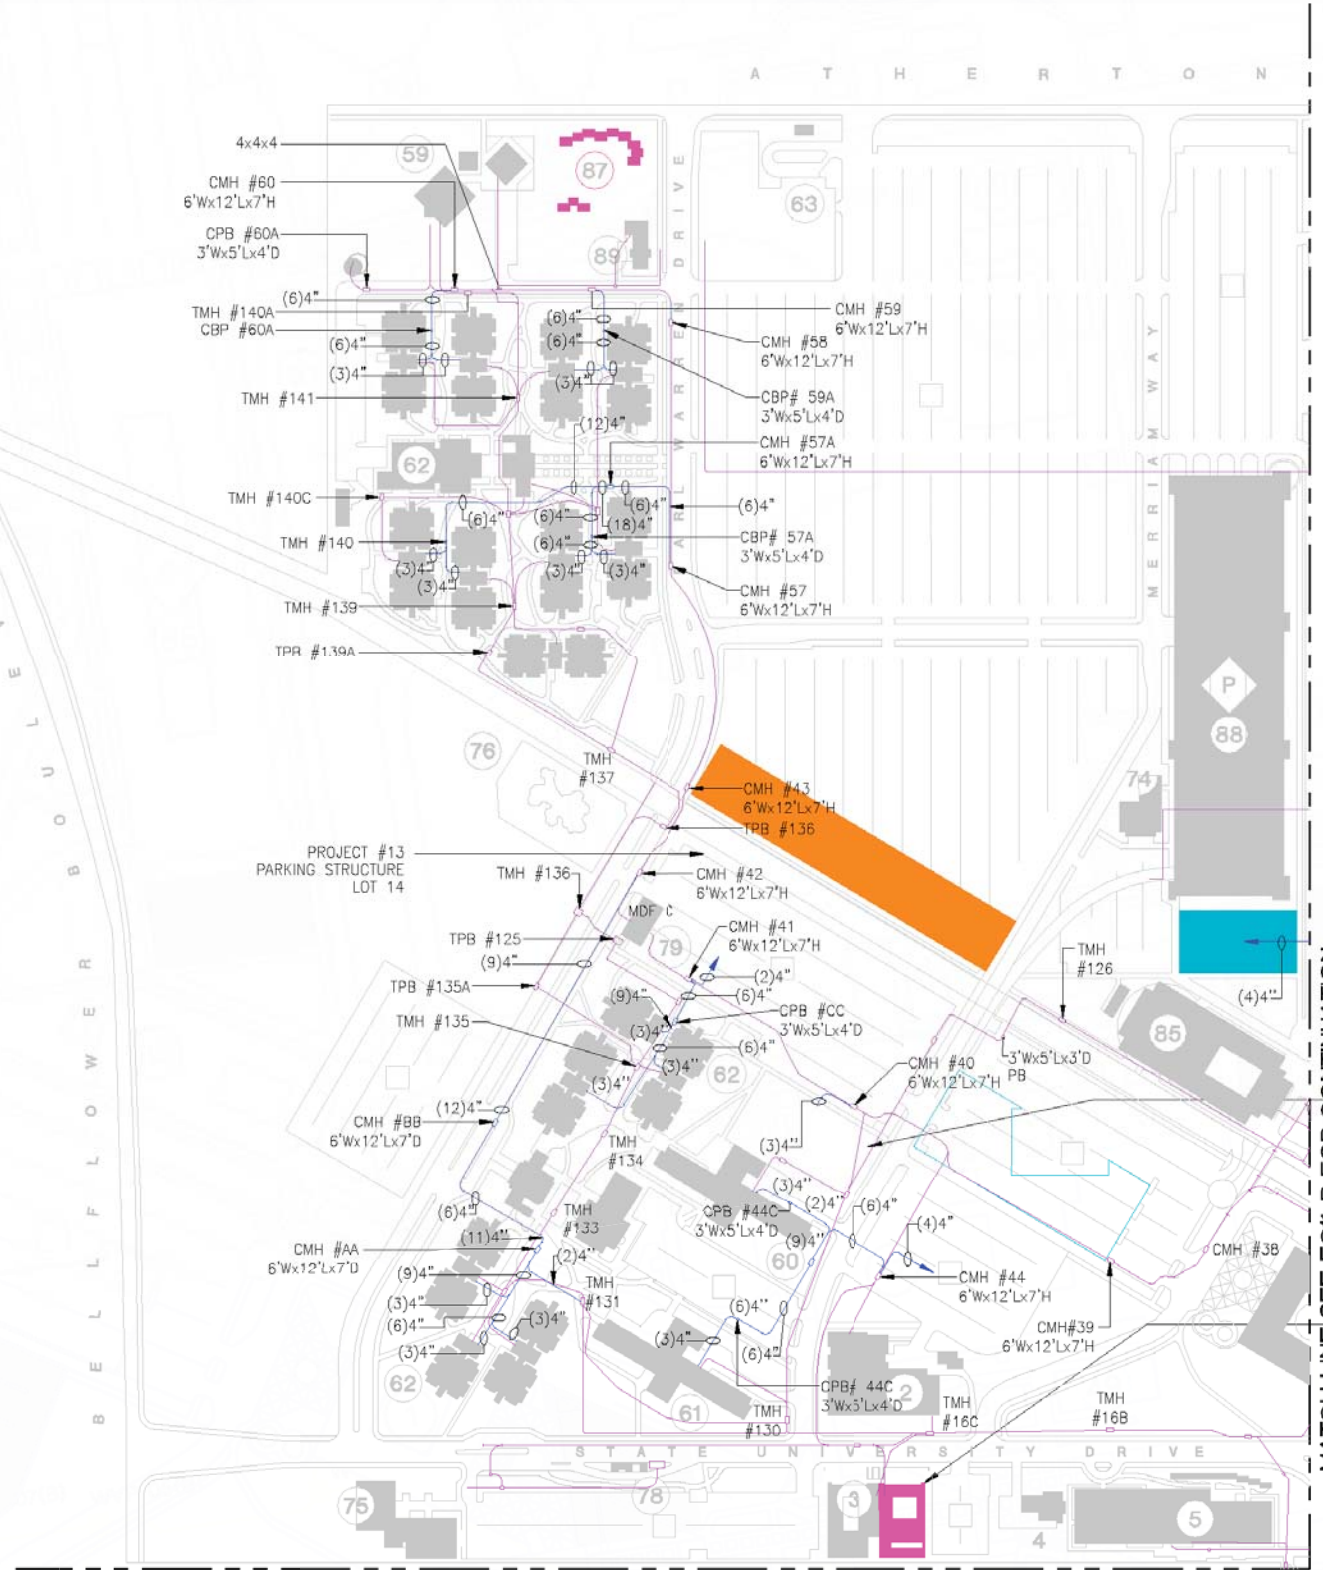 A T H E R T O N
4x4x4
59
87
CMH #60
6'Wx12'Lx7'H
63
CPB #60A
3'Wx5'Lx4'D
89
EARL WARREN DRIVE
(6)4"
TMH #140A
CBP #60A
(6)4"
(3)4"
(6)4"
(6)4"
(3)4"
CMH #59
6'Wx12'Lx7'H
CMH #58
6'Wx12'Lx7'H
MERRIAM WAY
TMH #141
CBP# 59A
3'Wx5'Lx4'D
(12)4"
CMH #57A
6'Wx12'Lx7'H
62
TMH #140C
(6)4"
(6)4"
(6)4"
(18)4"
(6)4"
TMH #140
(6)4"
CBP# 57A
3'Wx5'Lx4'D
(3)4"
(3)4"
(3)4"
(3)4"
CMH #57
6'Wx12'Lx7'H
TMH #139
TPB #139A
P
88
76
TMH
#137
74
CMH #43
6'Wx12'Lx7'H
TPB #136
PROJECT #13
PARKING STRUCTURE
LOT 14
TMH #136
CMH #42
6'Wx12'Lx7'H
MDF C
CMH #41
6'Wx12'Lx7'H
TPB #125
79
(9)4"
TMH
#126
(2)4"
TPB #135A
(9)4"
(6)4"
(4)4"
CPB #CC
3'Wx5'Lx4'D
TMH #135
(3)4"
(6)4"
(3)4"
85
3'Wx5'Lx3'D
PB
CMH #40
6'Wx12'Lx7'H
(3)4"
62
(3)4"
(12)4"
CMH #BB
6'Wx12'Lx7'D
TMH
#134
(3)4"
(3)4"
(2)4"
(6)4"
CPB #44C
3'Wx5'Lx4'D
(6)4"
TMH
#133
(11)4"
(4)4"
(9)4"
CMH #AA
6'Wx12'Lx7'D
(2)4"
60
CMH #38
(9)4"
TMH
#131
CMH #44
6'Wx12'Lx7'H
(3)4"
(6)4"
(3)4"
(6)4"
(3)4"
(3)4"
(6)4"
CMH#39
6'Wx12'Lx7'H
62
CPB# 44C
3'Wx5'Lx4'D
2
61
TMH
#130
TMH
#16C
TMH
#16B
BELLFLOWER BOULE
STATE UNIVERSITY DRIVE
75
78
3
4
5